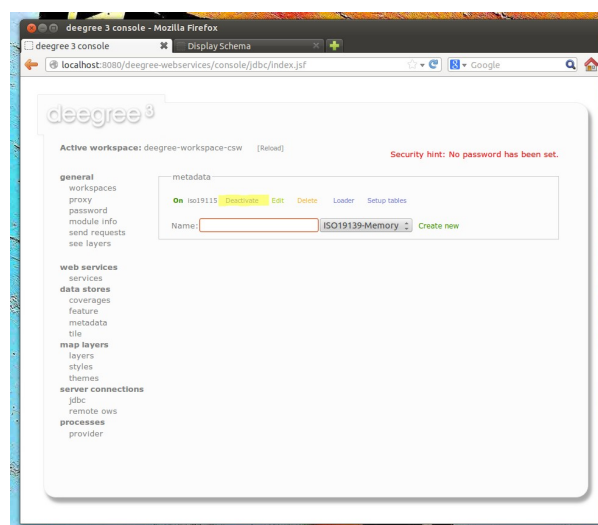 deegree 3 console - Mozilla Firefox
deegree 3 console
Display Schema
localhost:8080/deegree-webservices/console/jdbc/index.jsf
Google
deegree 3
Active workspace: deegree-workspace-csw [Reload]
Security hint: No password has been set.
general
workspaces
proxy
password
module info
send requests
see layers
web services
services
data stores
coverages
feature
metadata
tile
map layers
layers
styles
themes
server connections
jdbc
remote ows
processes
provider
metadata
On iso19115 Deactivate Edit Delete Loader Setup tables
Name: ISO19139-Memory Create new